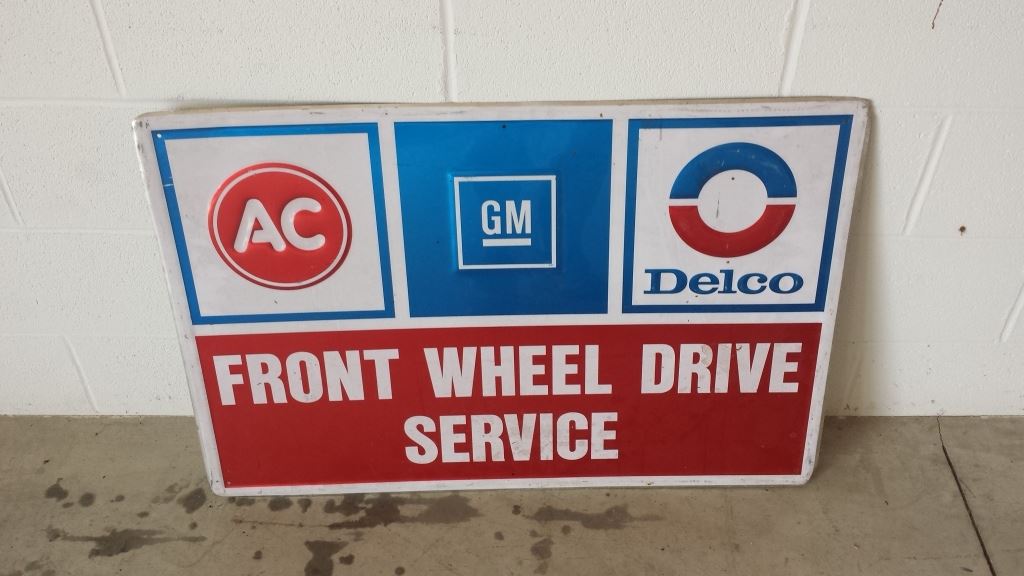 AC
GM
Delco
FRONT WHEEL DRIVE
SERVICE